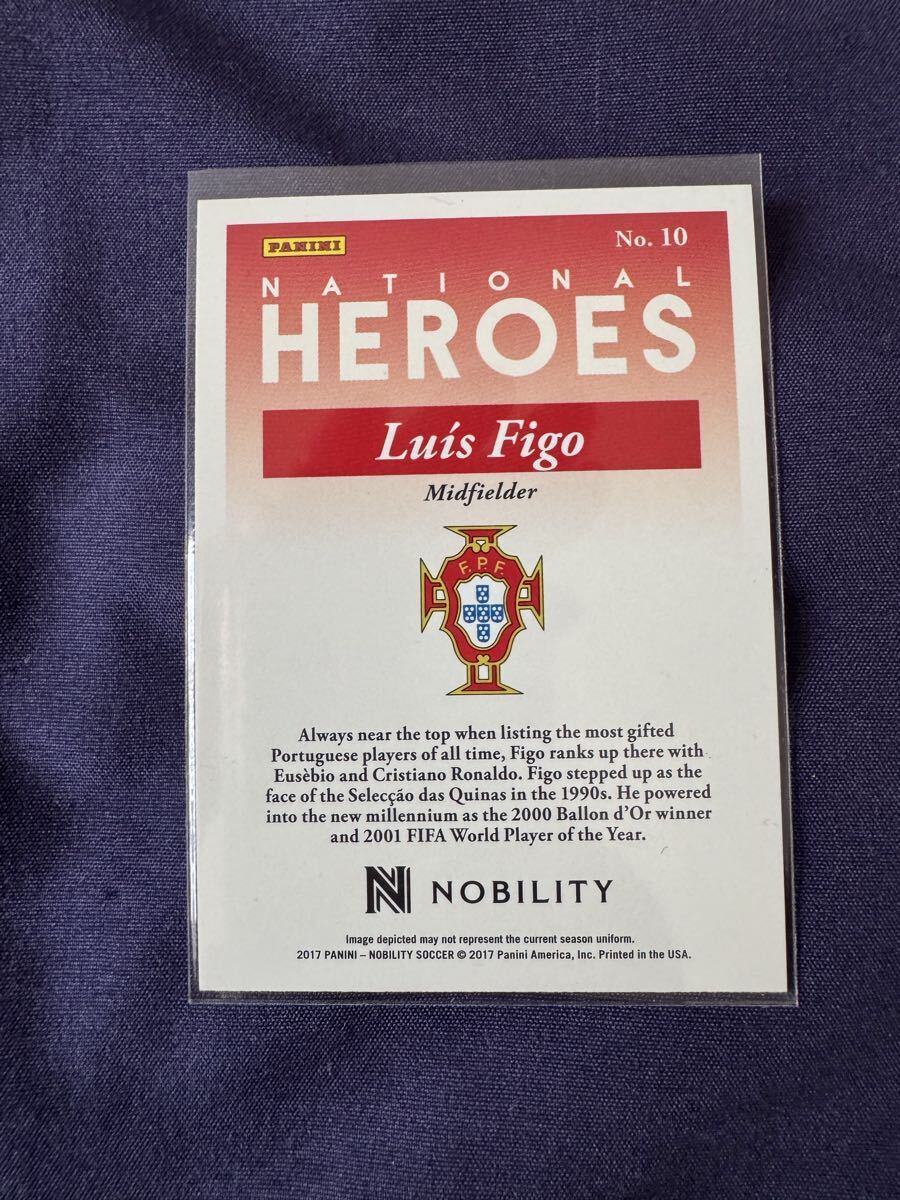 PANINI
No. 10
NATIONAL
HEROES
Luís Figo
Midfielder
F.P.F.
Always near the top when listing the most gifted
Portuguese players of all time, Figo ranks up there with
Eusèbio and Cristiano Ronaldo. Figo stepped up as the
face of the Selecção das Quinas in the 1990s. He powered
into the new millennium as the 2000 Ballon d’Or winner
and 2001 FIFA World Player of the Year.
N NOBILITY
Image depicted may not represent the current season uniform.
2017 PANINI – NOBILITY SOCCER © 2017 Panini America, Inc. Printed in the USA.